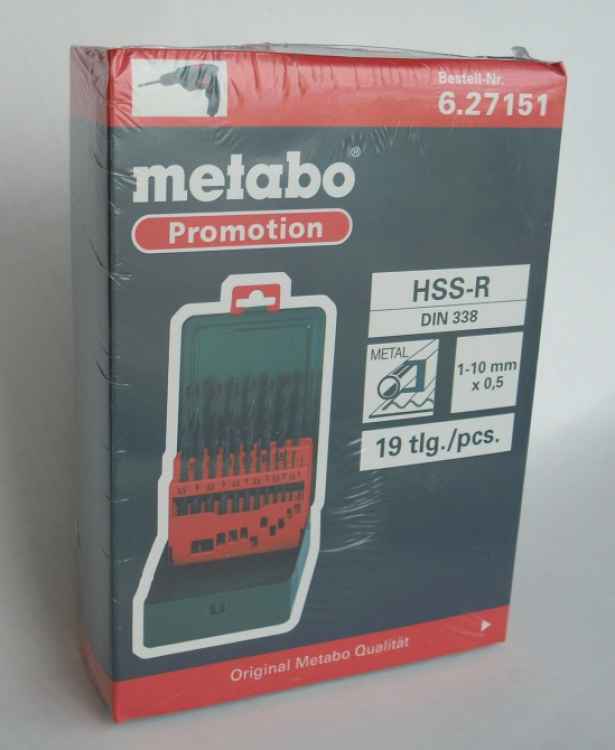 Bestell-Nr.
6.27151
metabo®
Promotion
HSS-R
DIN 338
METAL
1-10 mm
x 0,5
19 tlg./pcs.
Original Metabo Qualität